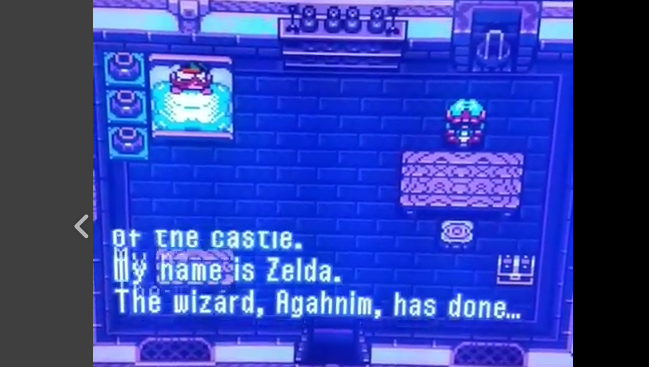 of the castle.
My name is Zelda.
The wizard, Agahnim, has done…